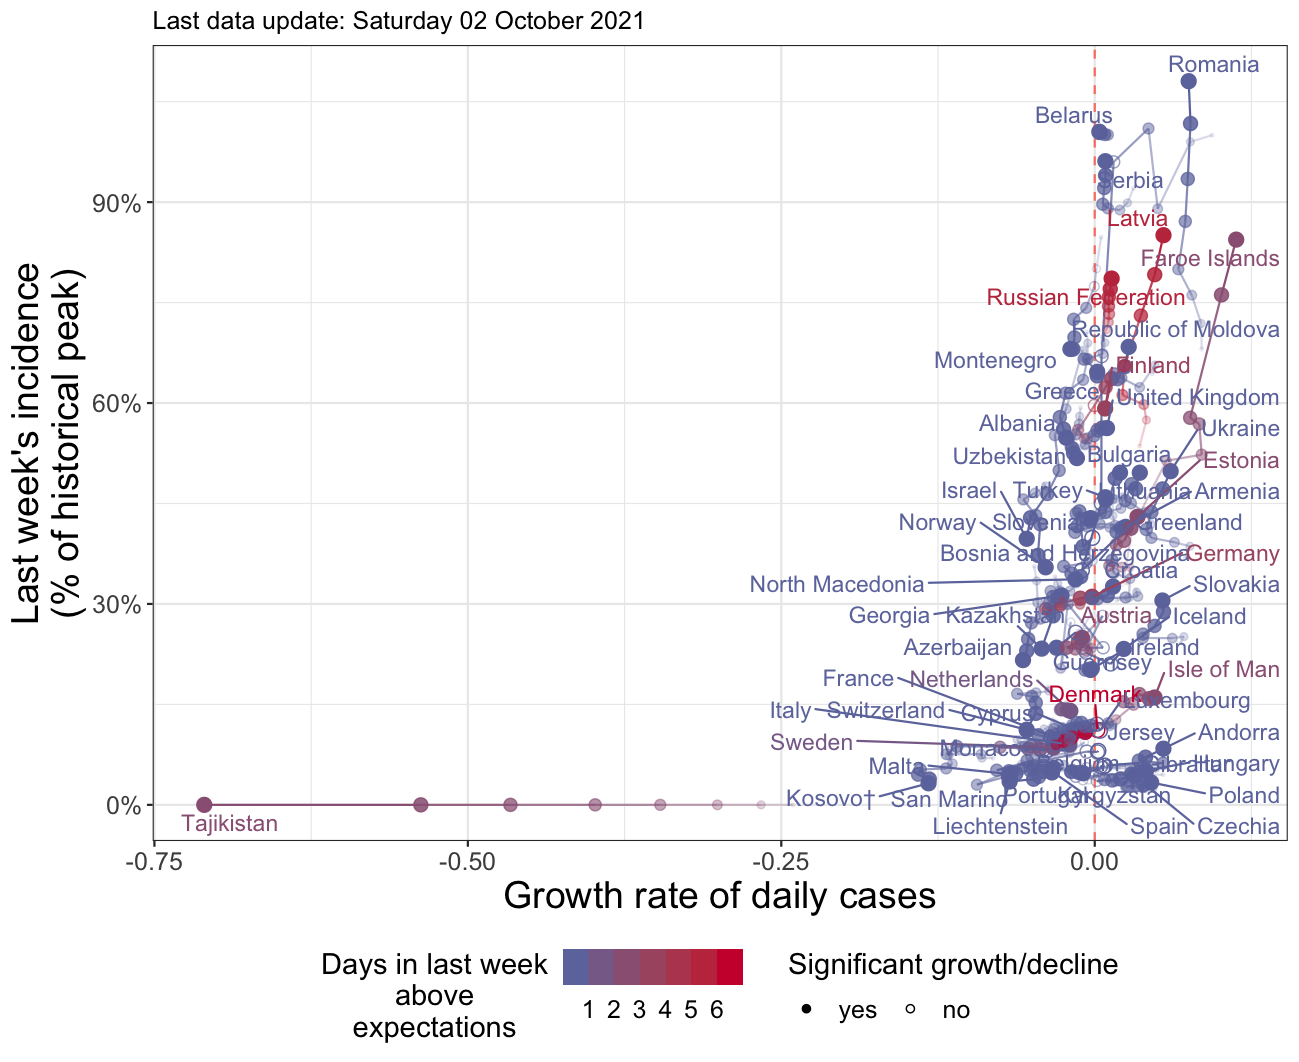 Last data update: Saturday 02 October 2021
Last week's incidence
(% of historical peak)
90%
60%
30%
0%
Romania
Belarus
Serbia
Latvia
Faroe Islands
Russian Federation
Republic of Moldova
Montenegro
Finland
Greece
United Kingdom
Albania
Ukraine
Uzbekistan
Bulgaria
Estonia
Israel
Turkey
Lithuania
Armenia
Norway
Slovenia
Greenland
Bosnia and Herzegovina
Germany
Croatia
North Macedonia
Slovakia
Georgia
Kazakhstan
Austria
Iceland
Azerbaijan
Ireland
Guernsey
Isle of Man
France
Netherlands
Denmark
Luxembourg
Italy
Switzerland
Cyprus
Jersey
Andorra
Sweden
Monaco
Malta
Belgium
Gibraltar
Hungary
Kosovo†
San Marino
Portugal
Kyrgyzstan
Poland
Tajikistan
Liechtenstein
Spain
Czechia
-0.75
-0.50
-0.25
0.00
Growth rate of daily cases
Days in last week
above
expectations
1 2 3 4 5 6
Significant growth/decline
yes
no